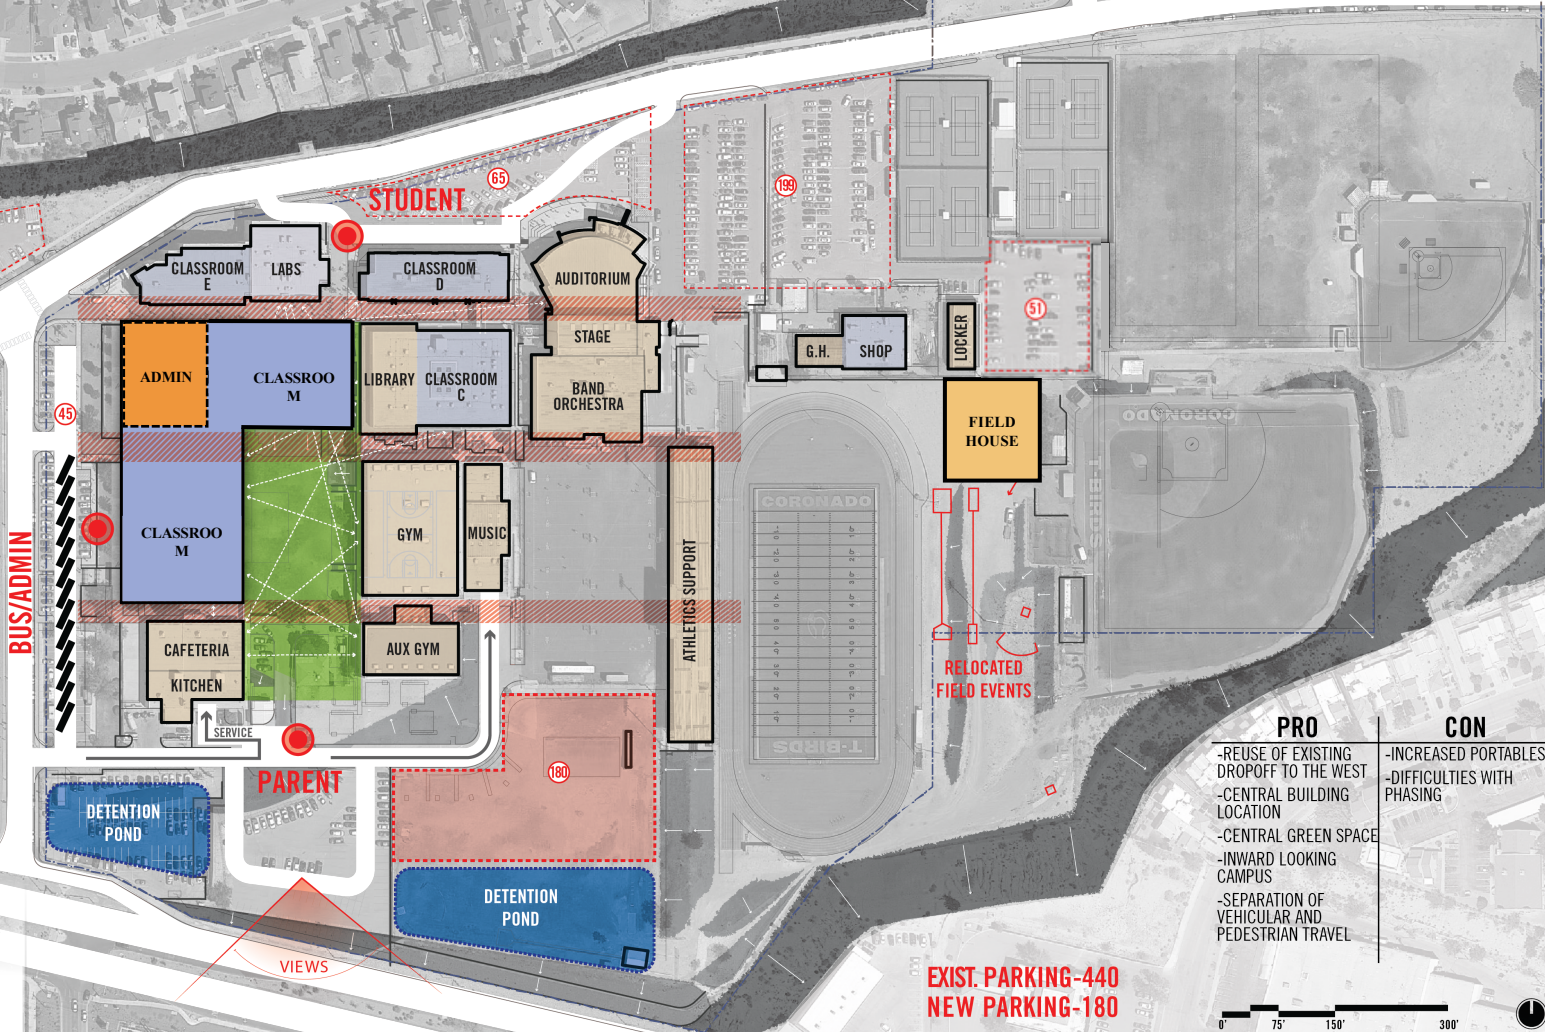 65
STUDENT
199
CLASSROOM
E
LABS
CLASSROOM
D
AUDITORIUM
51
STAGE
G.H.
SHOP
LOCKER
ADMIN
CLASSROO
M
LIBRARY
CLASSROOM
C
BAND
ORCHESTRA
45
FIELD
HOUSE
CORONADO
T-BIRDS
CORONADO
BUS/ADMIN
CLASSROO
M
GYM
MUSIC
ATHLETICS SUPPORT
CAFETERIA
KITCHEN
AUX GYM
RELOCATED
FIELD EVENTS
SERVICE
PARENT
180
T-BIRDS
DETENTION
POND
DETENTION
POND
VIEWS
PRO
-REUSE OF EXISTING
DROPOFF TO THE WEST
-CENTRAL BUILDING
LOCATION
-CENTRAL GREEN SPACE
-INWARD LOOKING
CAMPUS
-SEPARATION OF
VEHICULAR AND
PEDESTRIAN TRAVEL
CON
-INCREASED PORTABLES
-DIFFICULTIES WITH
PHASING
EXIST. PARKING-440
NEW PARKING-180
0'
75'
150'
300'